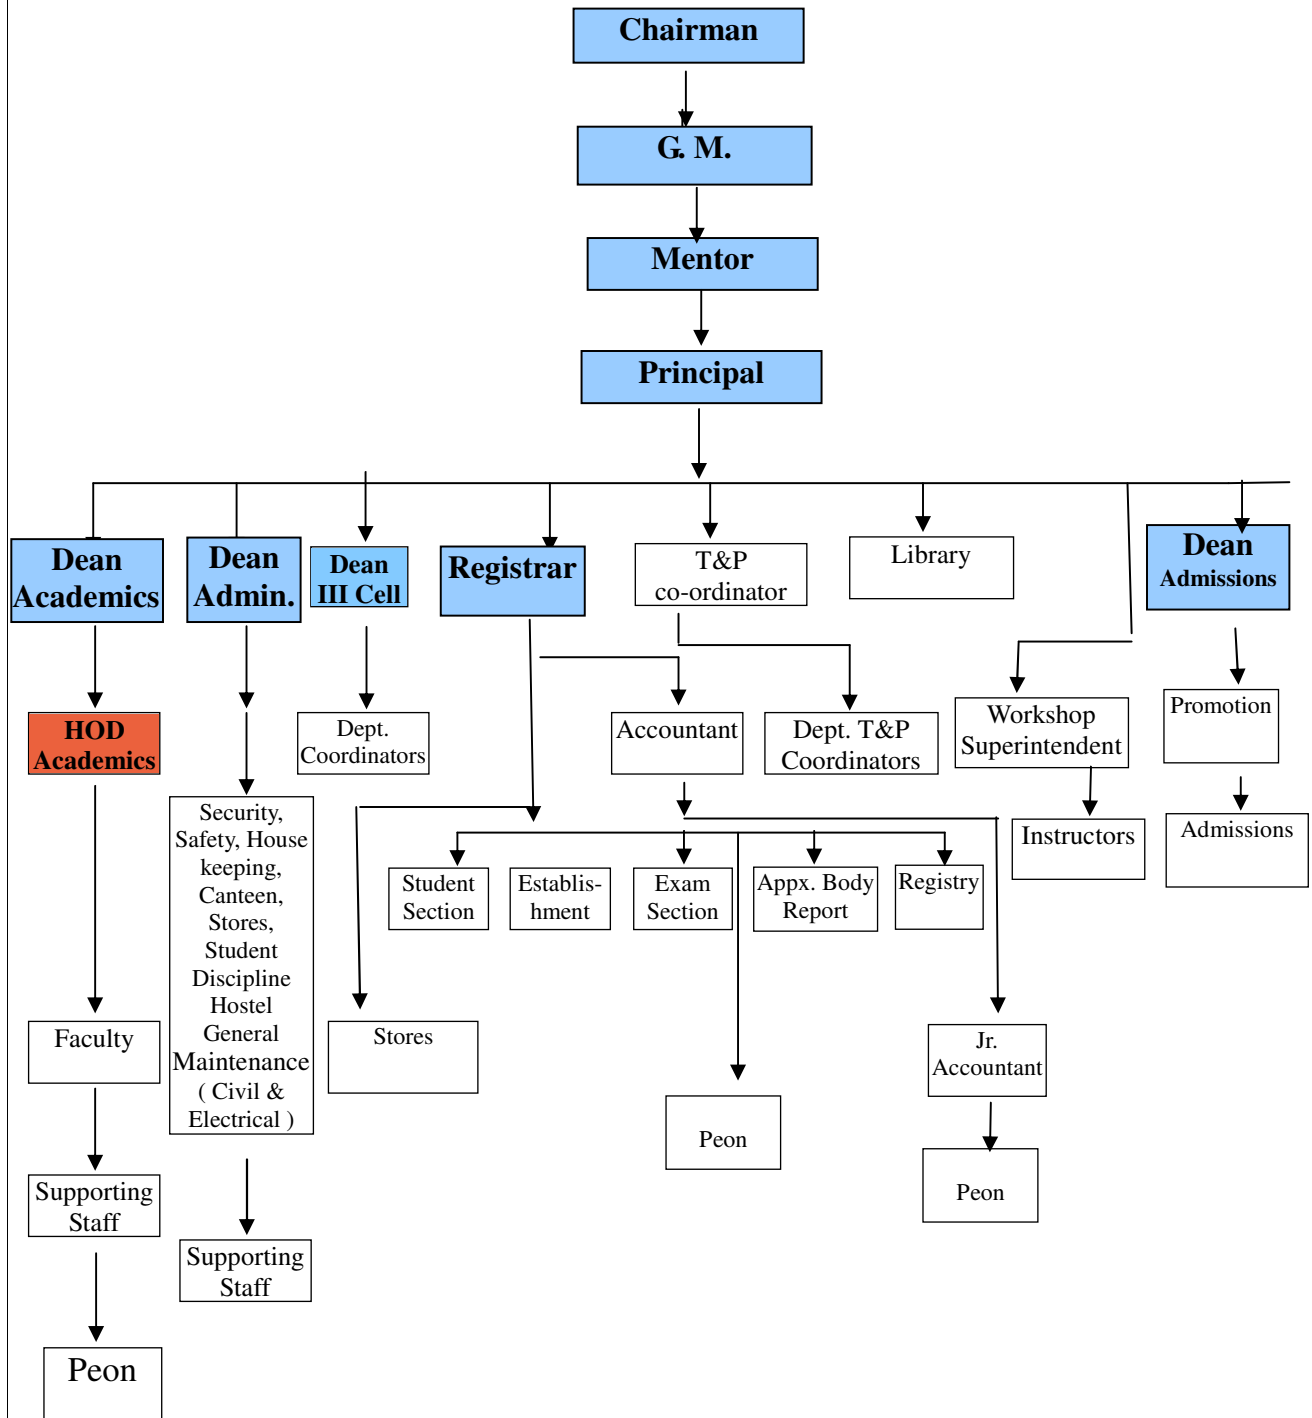 Chairman
G. M.
Mentor
Principal
Dean
Academics
Dean
Admin.
Dean
III Cell
Registrar
T&P
co-ordinator
Library
Dean
Admissions
HOD
Academics
Dept.
Coordinators
Accountant
Dept. T&P
Coordinators
Workshop
Superintendent
Promotion
Security,
Safety, House
keeping,
Canteen,
Stores,
Student
Discipline
Hostel
General
Maintenance
( Civil &
Electrical )
Instructors
Admissions
Student
Section
Establis-
hment
Exam
Section
Appx. Body
Report
Registry
Faculty
Stores
Jr.
Accountant
Peon
Peon
Supporting
Staff
Supporting
Staff
Peon